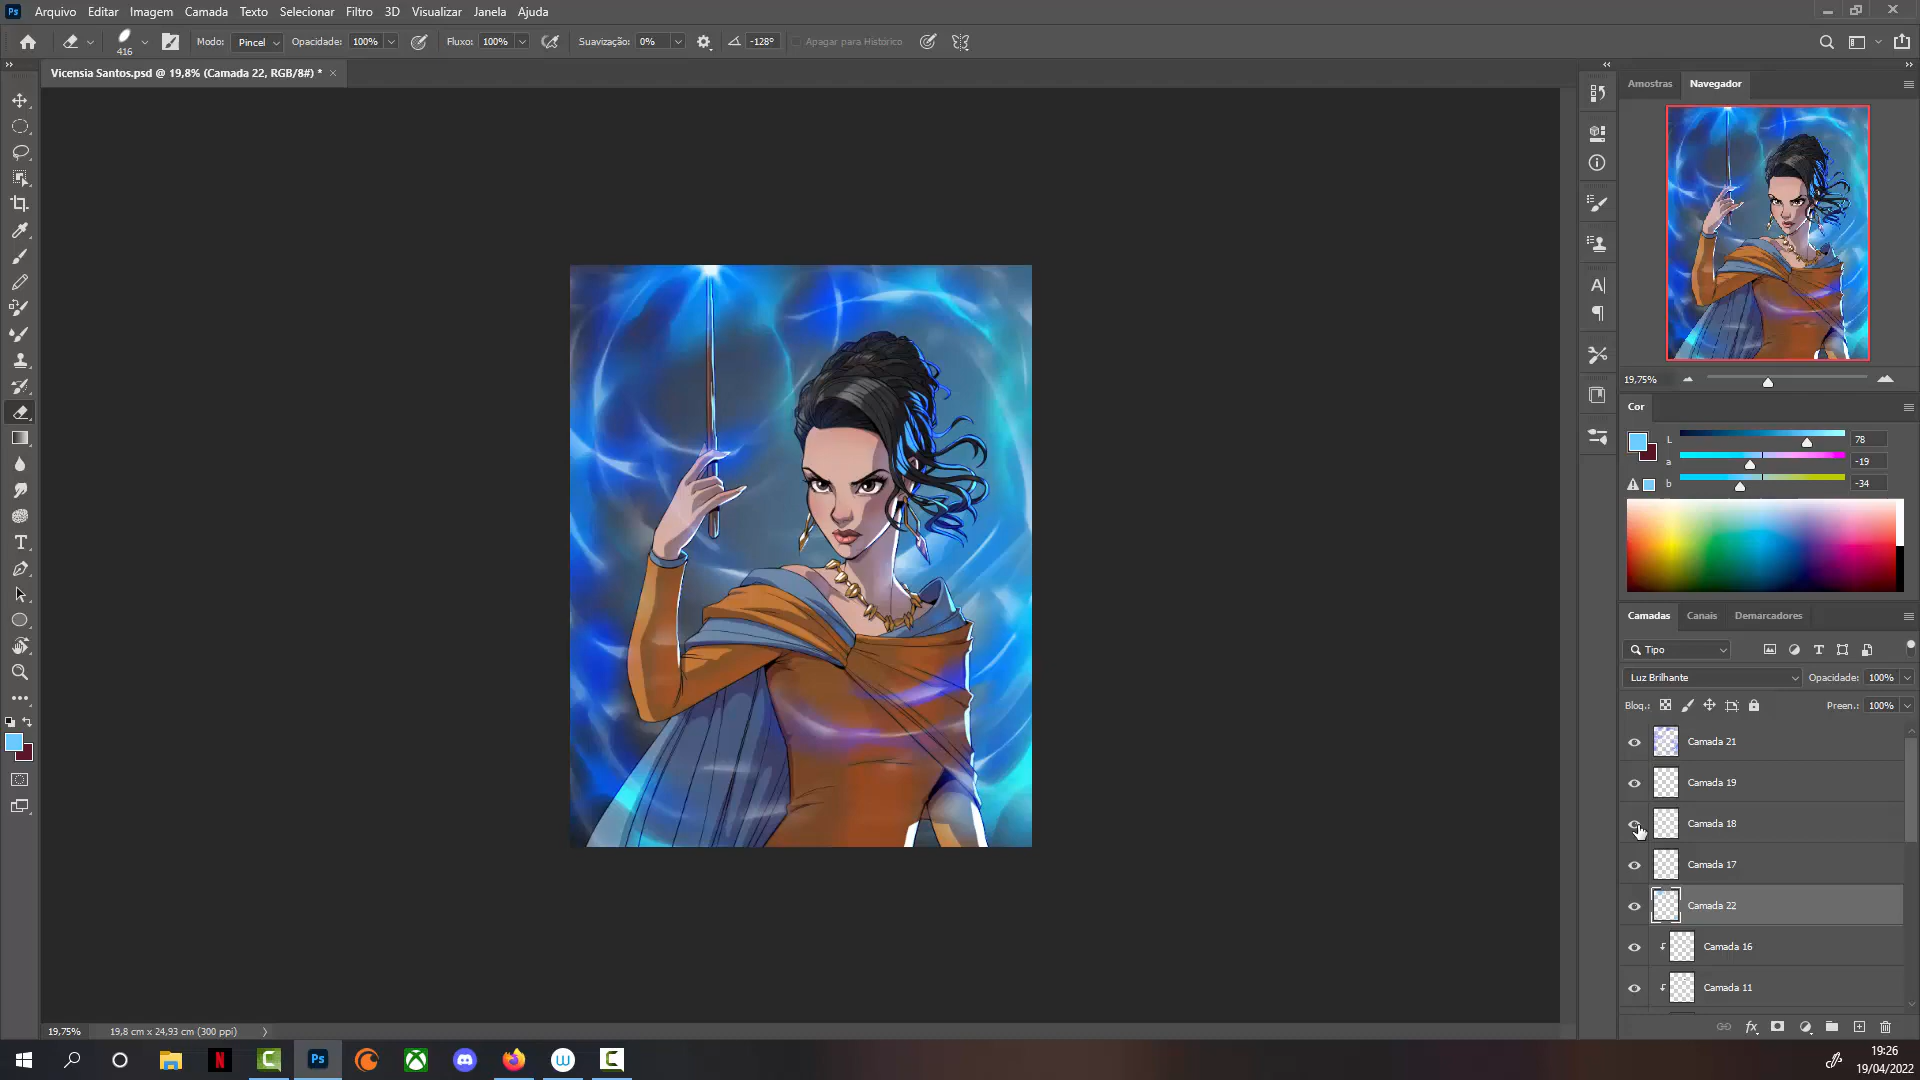 Ps Arquivo Editar Imagem Camada Texto Selecionar Filtro 3D Visualizar Janela Ajuda
416 Modo: Pincel Opacidade: 100% Fluxo: 100% Suavização: 0% -128° Apagar para Histórico
Vicensia Santos.psd @ 19,8% (Camada 22, RGB/8#) *
Amostras Navegador
19,75%
Cor
L 78
a -19
b -34
Camadas Canais Demarcadores
Tipo
Luz Brilhante Opacidade: 100%
Bloq.: Preen.: 100%
Camada 21
Camada 19
Camada 18
Camada 17
Camada 22
Camada 16
Camada 11
19,75% 19,8 cm x 24,93 cm (300 ppi)
19:26
19/04/2022